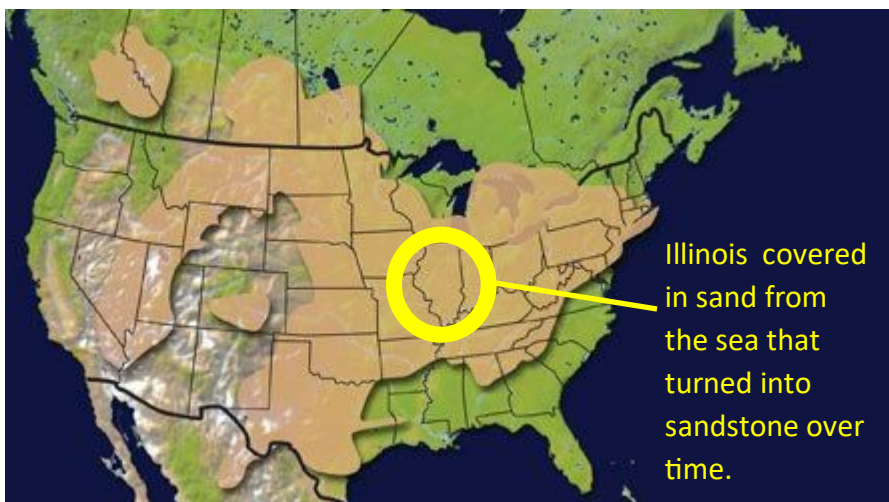 Illinois covered
in sand from
the sea that
turned into
sandstone over
time.